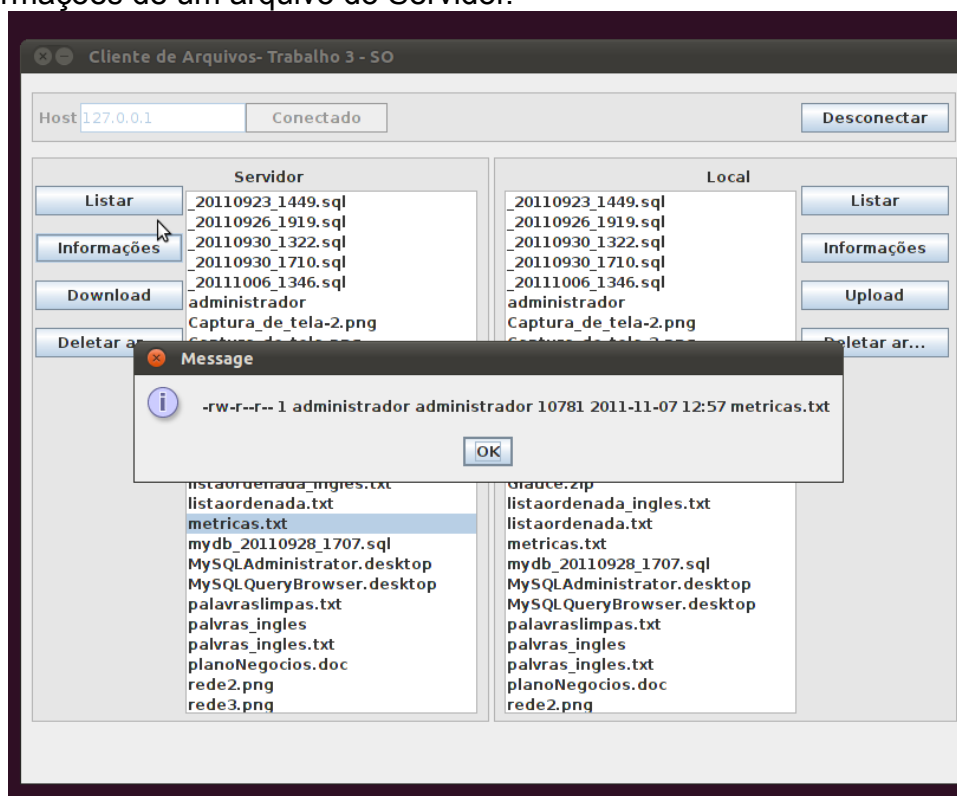 rmações de um arquivo do Servidor.
Cliente de Arquivos- Trabalho 3 - SO
Host 127.0.0.1 Conectado Desconectar
Servidor
Listar
Informações
Download
Deletar ar...
_20110923_1449.sql
_20110926_1919.sql
_20110930_1322.sql
_20110930_1710.sql
_20111006_1346.sql
administrador
Captura_de_tela-2.png
listaordenada_ingles.txt
listaordenada.txt
metricas.txt
mydb_20110928_1707.sql
MySQLAdministrator.desktop
MySQLQueryBrowser.desktop
palavraslimpas.txt
palvras_ingles
palvras_ingles.txt
planoNegocios.doc
rede2.png
rede3.png
Local
_20110923_1449.sql
_20110926_1919.sql
_20110930_1322.sql
_20110930_1710.sql
_20111006_1346.sql
administrador
Captura_de_tela-2.png
Glauce.zip
listaordenada_ingles.txt
listaordenada.txt
metricas.txt
mydb_20110928_1707.sql
MySQLAdministrator.desktop
MySQLQueryBrowser.desktop
palavraslimpas.txt
palvras_ingles
palvras_ingles.txt
planoNegocios.doc
rede2.png
Listar
Informações
Upload
Deletar ar...
Message
-rw-r--r-- 1 administrador administrador 10781 2011-11-07 12:57 metricas.txt
OK